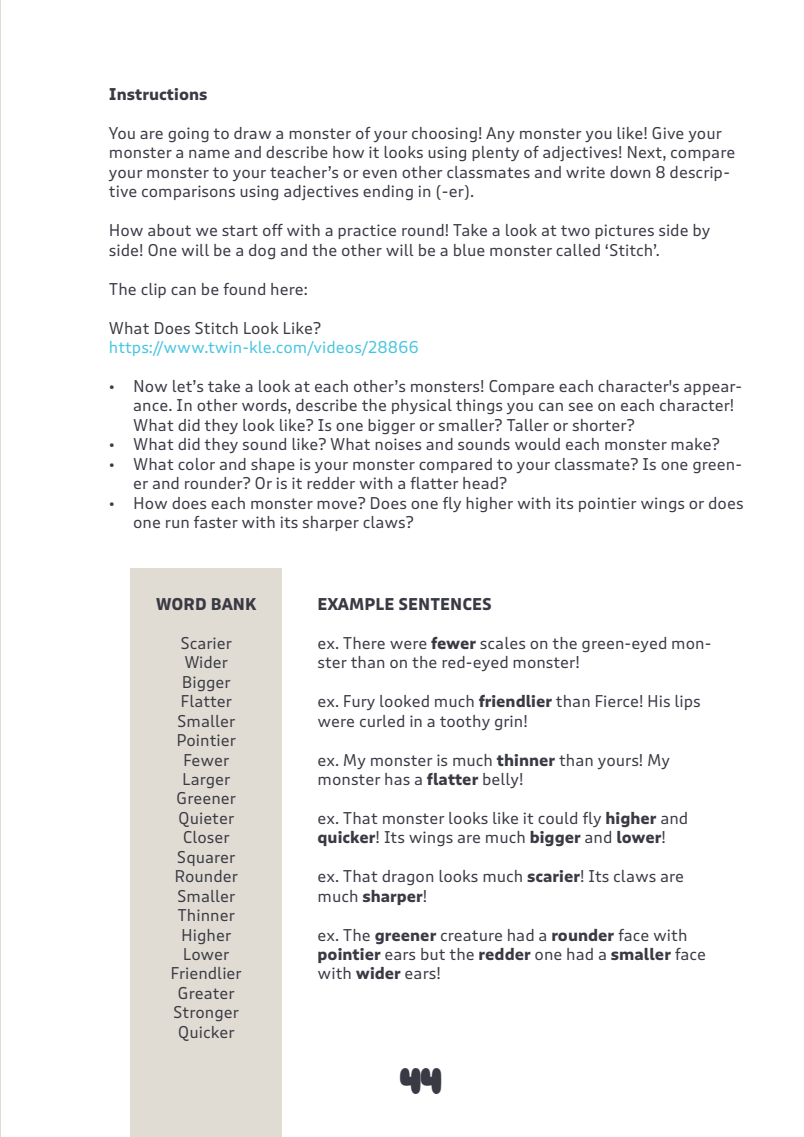 Instructions
You are going to draw a monster of your choosing! Any monster you like! Give your
monster a name and describe how it looks using plenty of adjectives! Next, compare
your monster to your teacher’s or even other classmates and write down 8 descrip-
tive comparisons using adjectives ending in (-er).
How about we start off with a practice round! Take a look at two pictures side by
side! One will be a dog and the other will be a blue monster called ‘Stitch’.
The clip can be found here:
What Does Stitch Look Like?
https://www.twin-kle.com/videos/28866
• Now let’s take a look at each other’s monsters! Compare each character's appear-
ance. In other words, describe the physical things you can see on each character!
What did they look like? Is one bigger or smaller? Taller or shorter?
• What did they sound like? What noises and sounds would each monster make?
• What color and shape is your monster compared to your classmate? Is one green-
er and rounder? Or is it redder with a flatter head?
• How does each monster move? Does one fly higher with its pointier wings or does
one run faster with its sharper claws?
WORD BANK
Scarier
Wider
Bigger
Flatter
Smaller
Pointier
Fewer
Larger
Greener
Quieter
Closer
Squarer
Rounder
Smaller
Thinner
Higher
Lower
Friendlier
Greater
Stronger
Quicker
EXAMPLE SENTENCES
ex. There were fewer scales on the green-eyed mon-
ster than on the red-eyed monster!
ex. Fury looked much friendlier than Fierce! His lips
were curled in a toothy grin!
ex. My monster is much thinner than yours! My
monster has a flatter belly!
ex. That monster looks like it could fly higher and
quicker! Its wings are much bigger and lower!
ex. That dragon looks much scarier! Its claws are
much sharper!
ex. The greener creature had a rounder face with
pointier ears but the redder one had a smaller face
with wider ears!
44